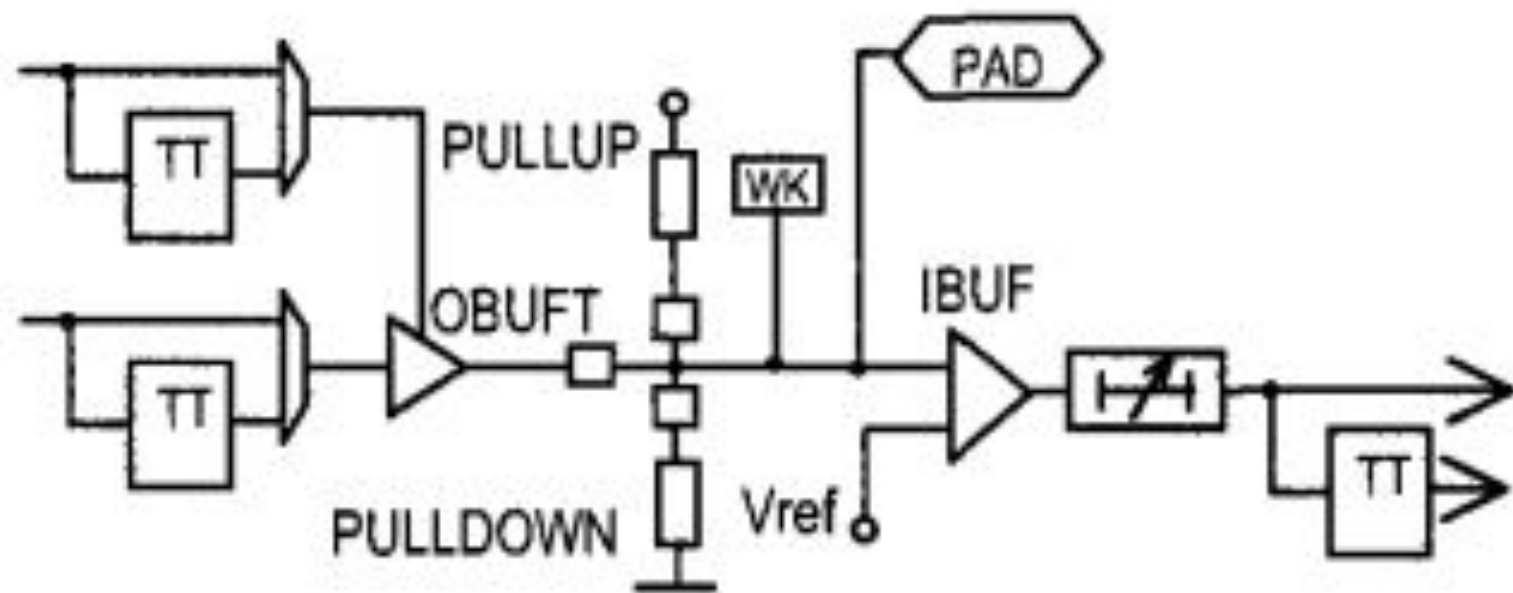 PAD
TT
PULLUP
WK
OBUFT
IBUF
TT
TT
Vref
PULLDOWN